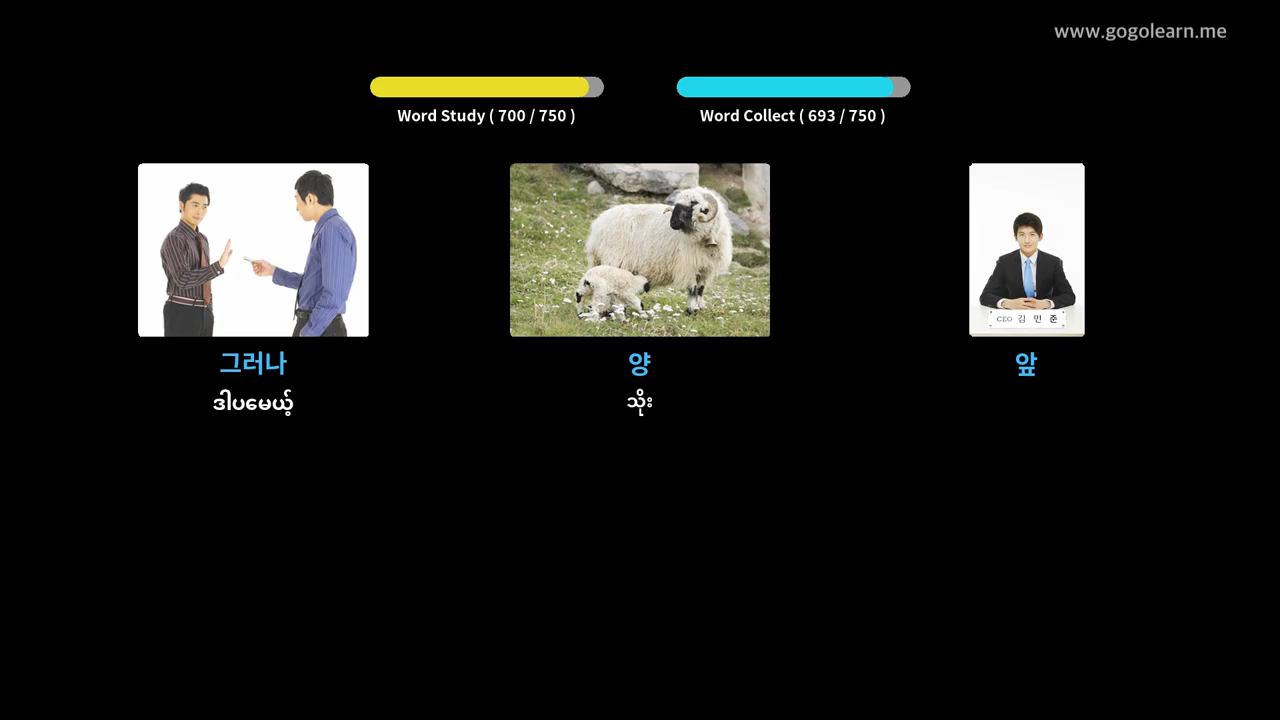 www.gogolearn.me
Word Study ( 700 / 750 )
Word Collect ( 693 / 750 )
CEO 김 민 준
그러나
양
앞
ဒါပမေယ့်
သိုး